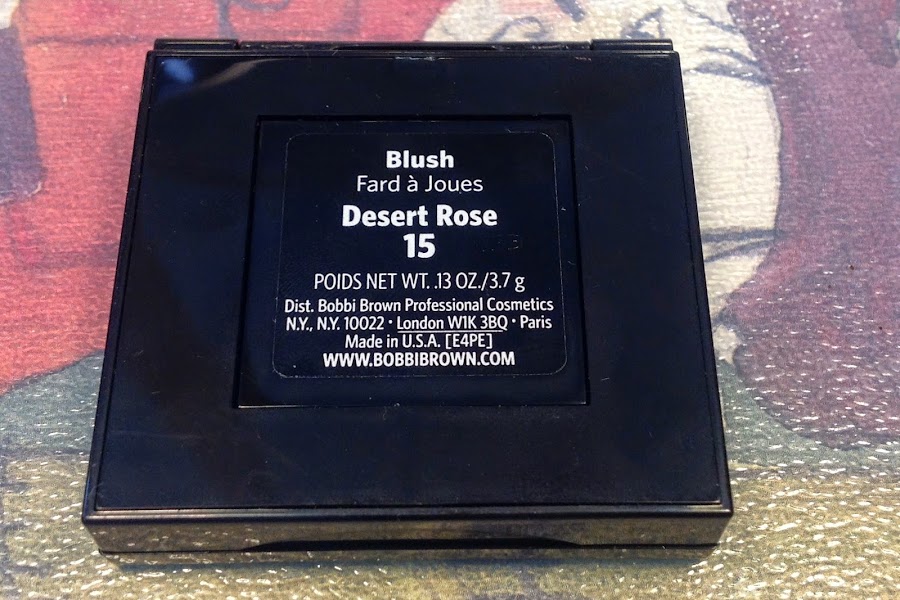 Blush
Fard à Joues
Desert Rose
15
POIDS NET WT. .13 OZ./3.7 g
Dist. Bobbi Brown Professional Cosmetics
N.Y., N.Y. 10022 · London W1K 3BQ · Paris
Made in U.S.A. [E4PE]
WWW.BOBBIBROWN.COM